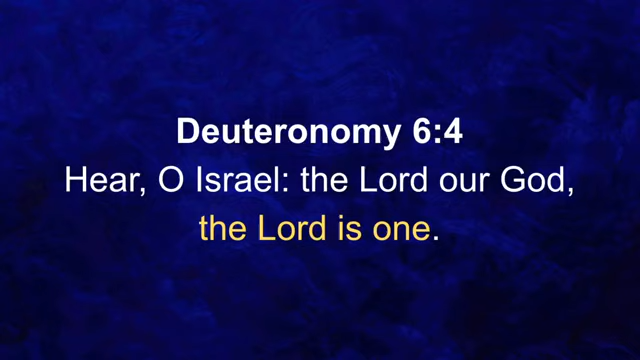 Deuteronomy 6:4
Hear, O Israel: the Lord our God,
the Lord is one.